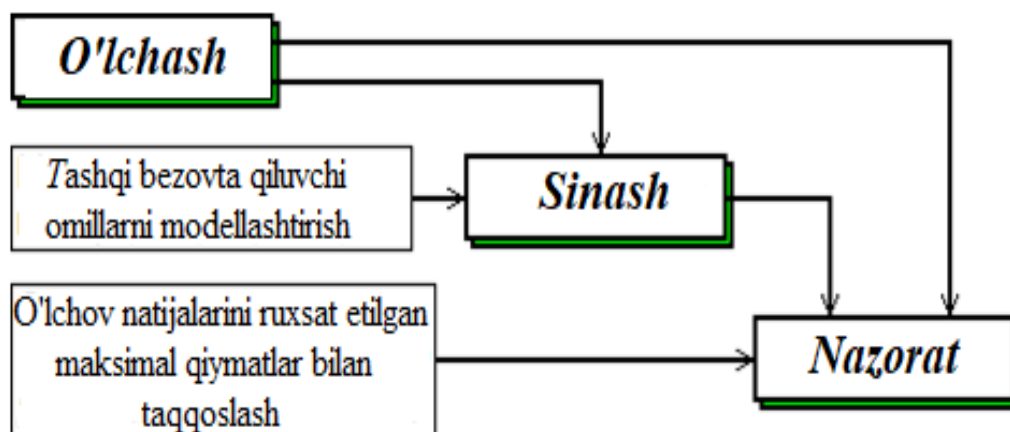 O'lchash
Tashqi bezovta qiluvchi
omillarni modellashtirish
Sinash
O'lchov natijalarini ruxsat etilgan
maksimal qiymatlar bilan
taqqoslash
Nazorat